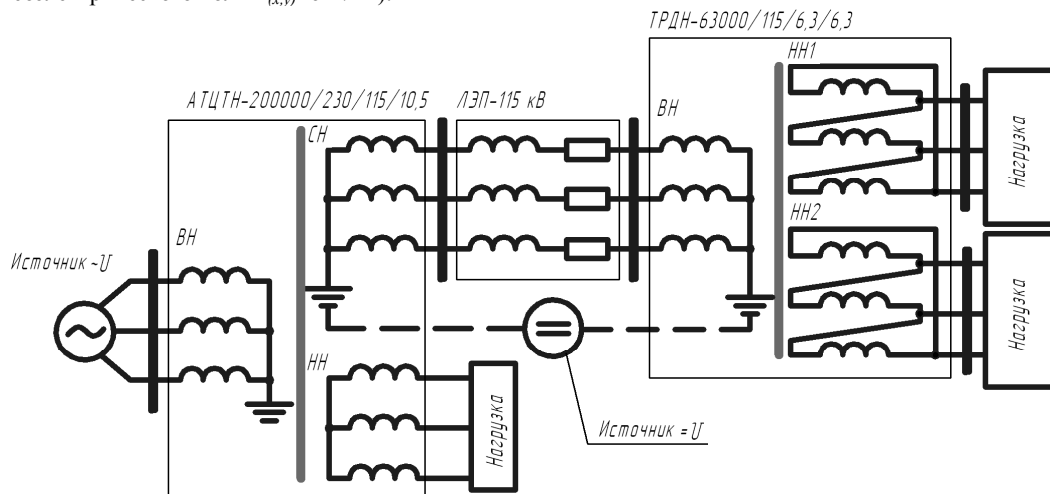 ТРДН-63000/115/6,3/6,3
НН1
АТЦТН-200000/230/115/10,5
ЛЭП-115 кВ
ВН
СН
Нагрузка
НН2
ВН
Источник ~U
НН
Нагрузка
Нагрузка
Источник = U